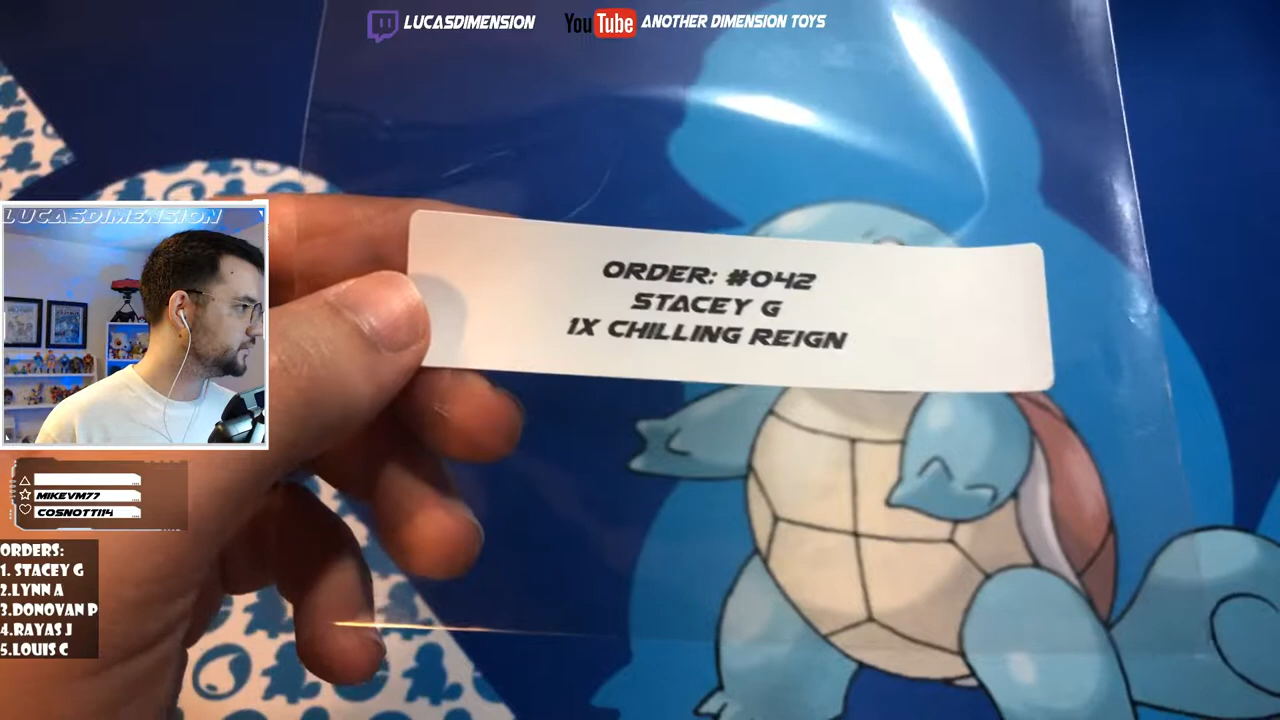 LUCASDIMENSION
YouTube ANOTHER DIMENSION TOYS
LUCASDIMENSION
ORDER: #042
STACEY G
1X CHILLING REIGN
MIKEVM77
COSNOTTI14
ORDERS:
1. STACEY G
2.LYNN A
3.DONOVAN P
4.RAYAS J
5.LOUIS C